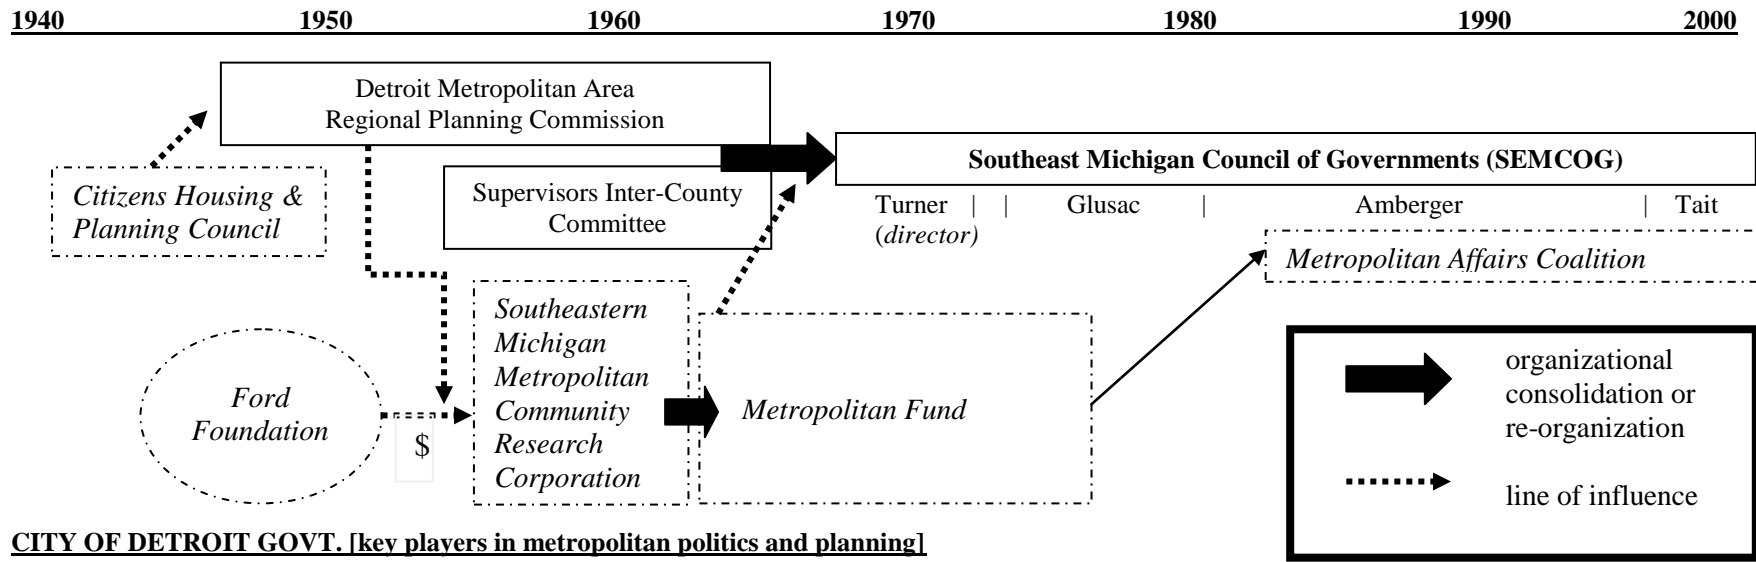 1940 1950 1960 1970 1980 1990 2000
Detroit Metropolitan Area
Regional Planning Commission
Southeast Michigan Council of Governments (SEMCOG)
Citizens Housing &
Planning Council
Supervisors Inter-County
Committee
Turner | | Glusac | Amberger | Tait
(director)
Metropolitan Affairs Coalition
Southeastern
Michigan
Metropolitan
Community
Research
Corporation
Ford
Foundation
$
Metropolitan Fund
organizational
consolidation or
re-organization
line of influence
CITY OF DETROIT GOVT. [key players in metropolitan politics and planning]